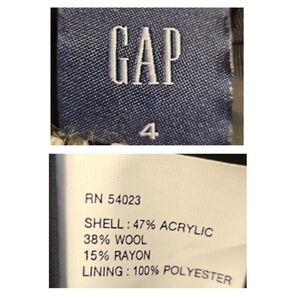 GAP
4
RN 54023
SHELL: 47% ACRYLIC
38% WOOL
15% RAYON
LINING: 100% POLYESTER